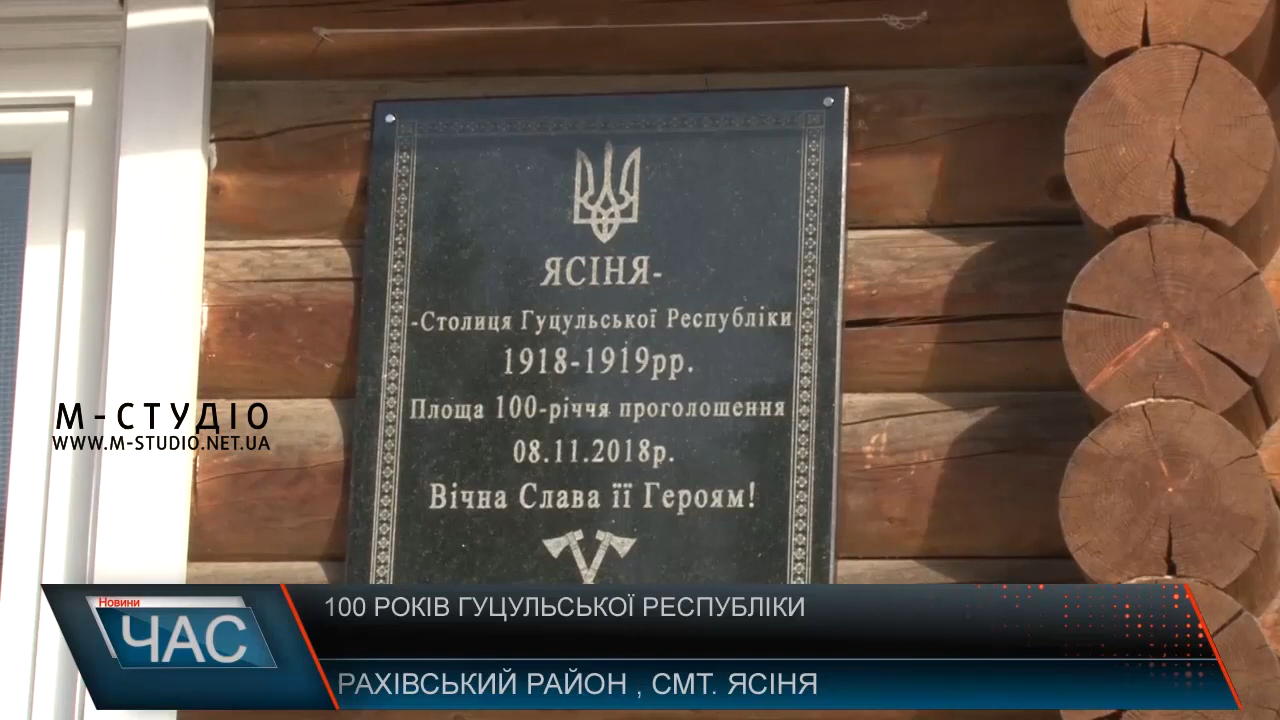 ЯСІНЯ-
-Столиця Гуцульської Республіки
1918-1919рр.
Площа 100-річчя проголошення
08.11.2018р.
Вічна Слава її Героям!
М-СТУДІО
WWW.M-STUDIO.NET.UA
Новини
ЧАС
100 РОКІВ ГУЦУЛЬСЬКОЇ РЕСПУБЛІКИ
РАХІВСЬКИЙ РАЙОН , СМТ. ЯСІНЯ